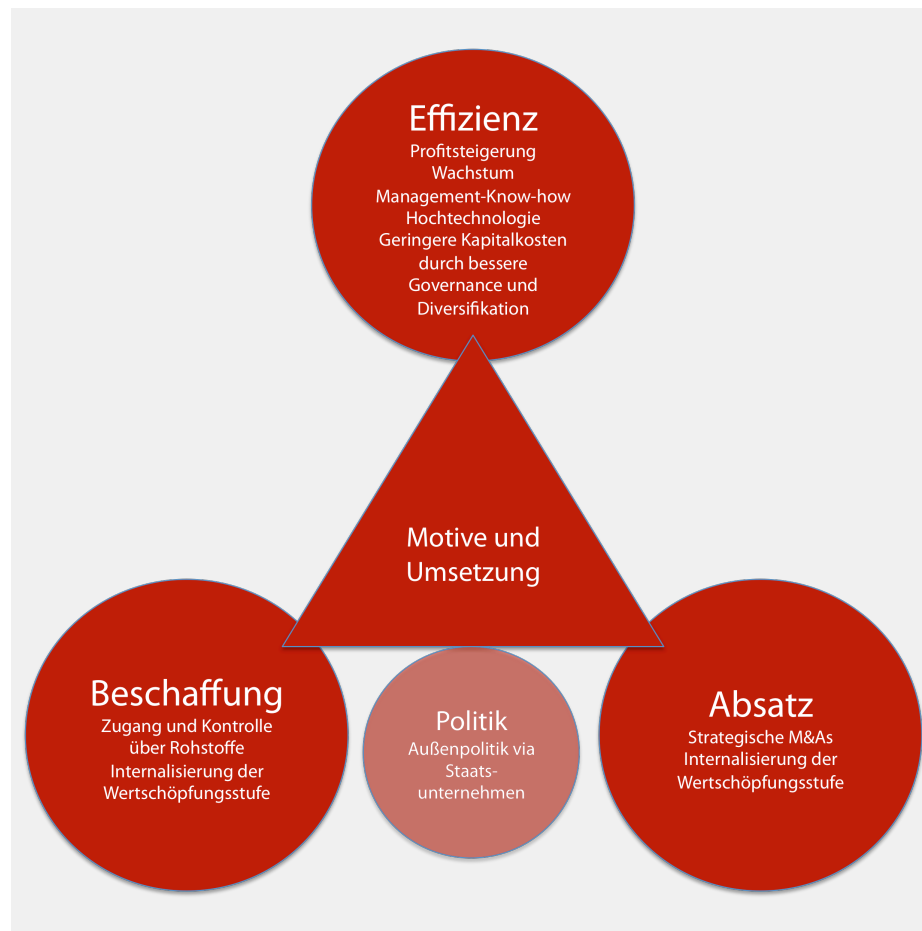 Effizienz
Profitsteigerung
Wachstum
Management-Know-how
Hochtechnologie
Geringere Kapitalkosten
durch bessere
Governance und
Diversifikation
Motive und
Umsetzung
Beschaffung
Zugang und Kontrolle
über Rohstoffe
Internalisierung der
Wertschöpfungsstufe
Politik
Außenpolitik via
Staats-
unternehmen
Absatz
Strategische M&As
Internalisierung der
Wertschöpfungsstufe